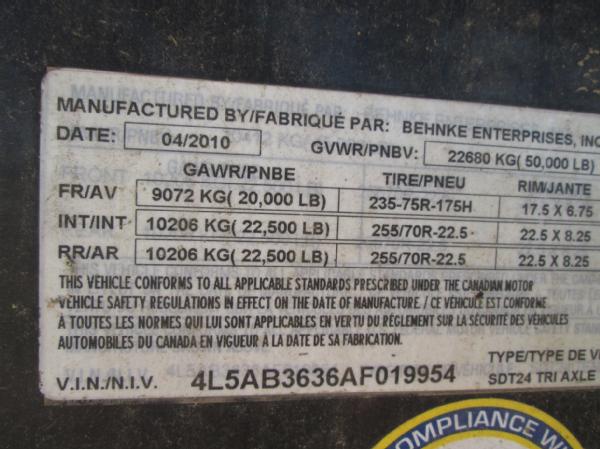 MANUFACTURED BY/FABRIQUÉ PAR: BEHNKE ENTERPRISES, INC
DATE: 04/2010 GVWR/PNBV: 22680 KG( 50,000 LB)
GAWR/PNBE TIRE/PNEU RIM/JANTE
FR/AV 9072 KG( 20,000 LB) 235-75R-175H 17.5 X 6.75
INT/INT 10206 KG( 22,500 LB) 255/70R-22.5 22.5 X 8.25
RR/AR 10206 KG( 22,500 LB) 255/70R-22.5 22.5 X 8.25
THIS VEHICLE CONFORMS TO ALL APPLICABLE STANDARDS PRESCRIBED UNDER THE CANADIAN MOTOR
VEHICLE SAFETY REGULATIONS IN EFFECT ON THE DATE OF MANUFACTURE. / CE VÉHICULE EST CONFORME
À TOUTES LES NORMES QUI LUI SONT APPLICABLES EN VERTU DU RÈGLEMENT SUR LA SÉCURITÉ DES VÉHICULES
AUTOMOBILES DU CANADA EN VIGUEUR À LA DATE DE SA FABRICATION.
TYPE/TYPE DE V
V.I.N./N.I.V. 4L5AB3636AF019954 SDT24 TRI AXLE
COMPLIANCE W